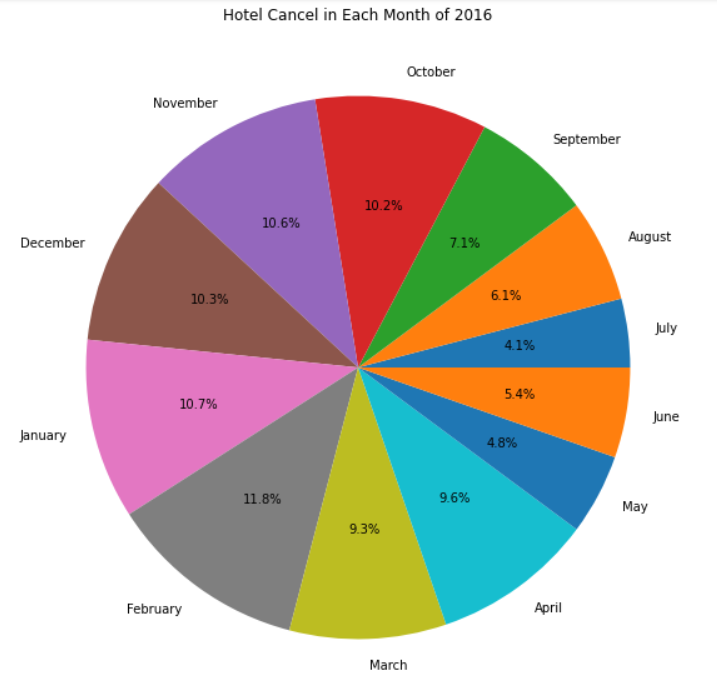 Hotel Cancel in Each Month of 2016
October
November
September
10.2%
10.6%
7.1%
August
December
6.1%
10.3%
July
4.1%
5.4%
10.7%
June
January
4.8%
11.8%
9.6%
May
9.3%
February
April
March